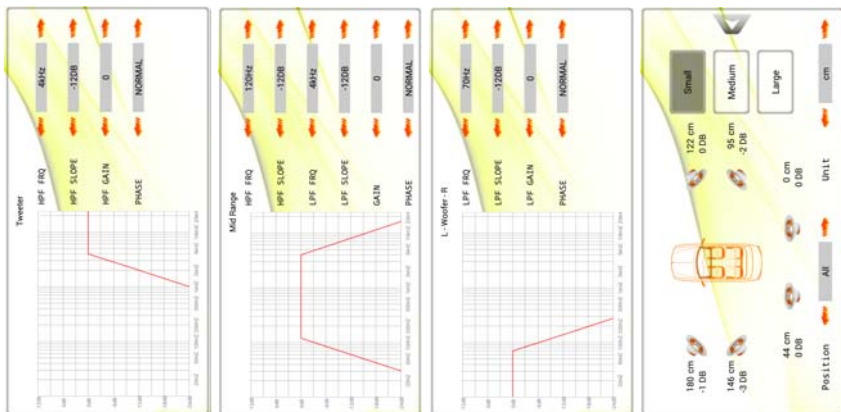 Tweeter
HPF FRQ 4kHz
HPF SLOPE -12DB
HPF GAIN 0
PHASE NORMAL
Mid Range
HPF FRQ 120Hz
HPF SLOPE -12DB
LPF FRQ 4kHz
LPF SLOPE -12DB
GAIN 0
PHASE NORMAL
L - Woofer - R
LPF FRQ 70Hz
LPF SLOPE -12DB
LPF GAIN 0
PHASE NORMAL
180 cm
-1 DB
122 cm
0 DB
Small
146 cm
-3 DB
95 cm
-2 DB
Medium
44 cm
0 DB
0 cm
0 DB
Large
Position All Unit cm